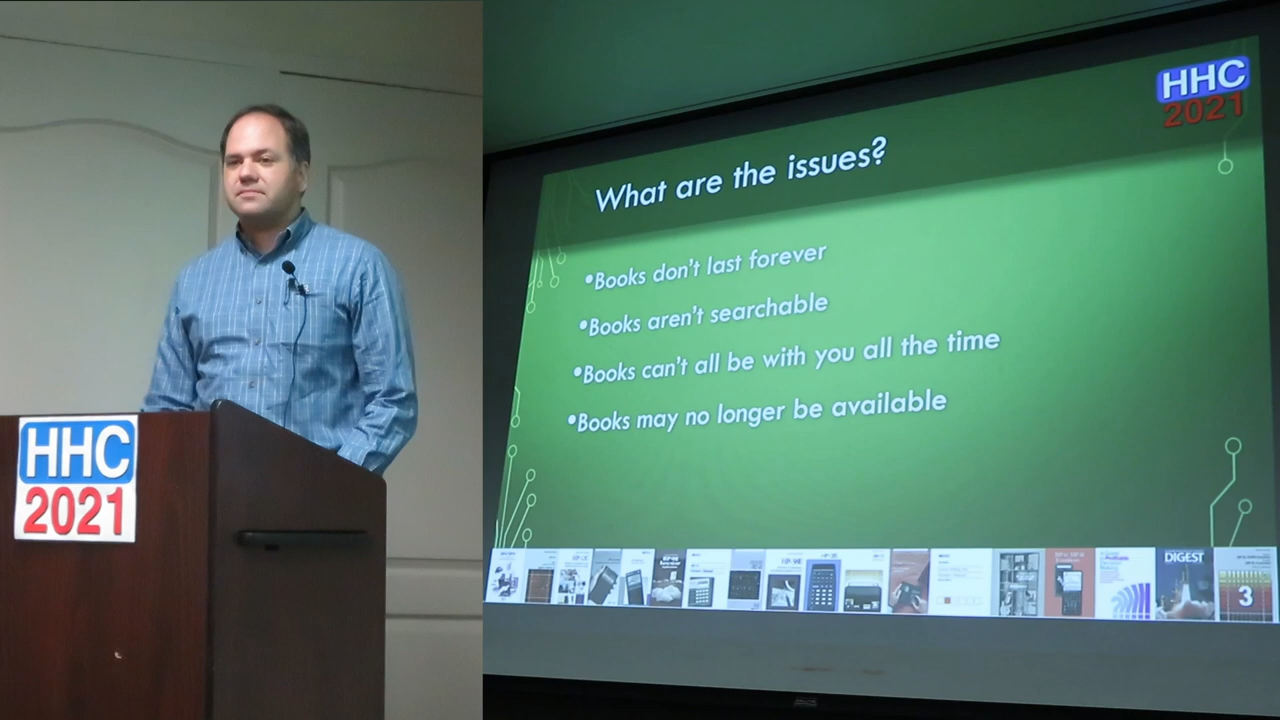 HHC
2021
HHC
2021
What are the issues?
•Books don't last forever
•Books aren't searchable
•Books can't all be with you all the time
•Books may no longer be available
DIGEST
3